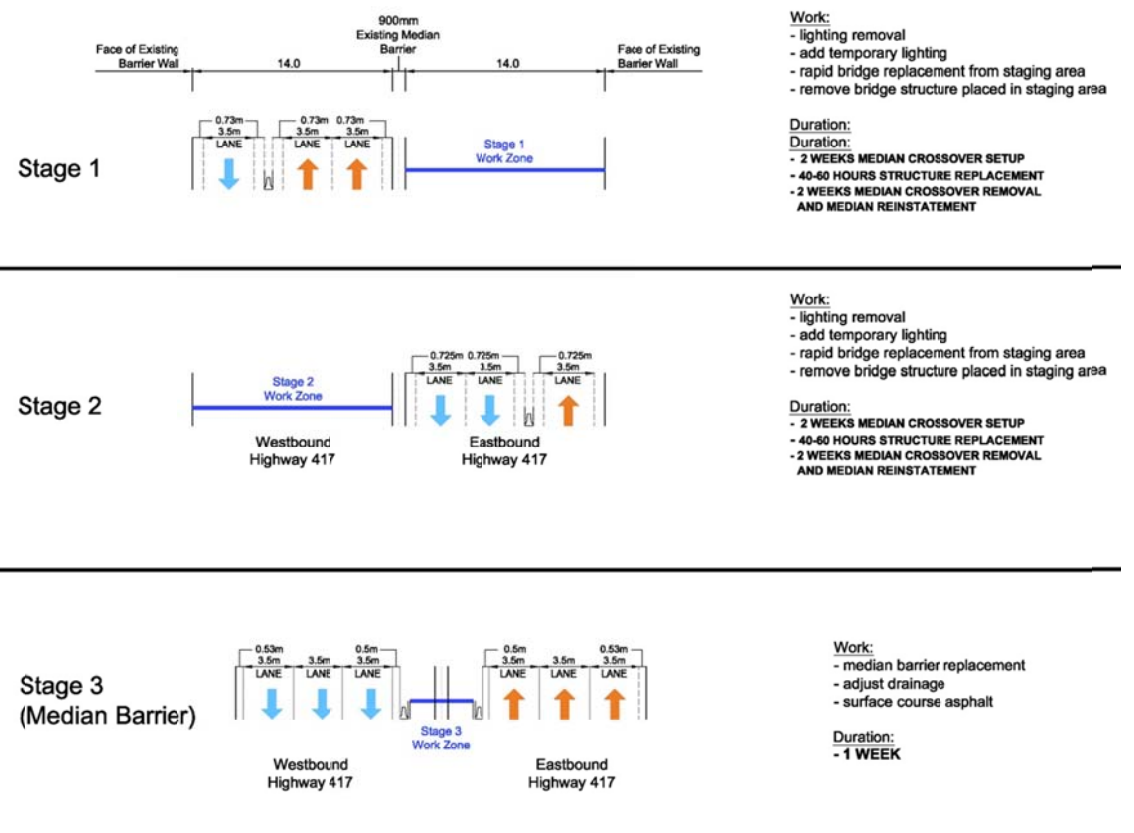 900mm
Existing Median
Barrier
Face of Existing
Barrier Wal
14.0
14.0
Face of Existing
Barrier Wall
Stage 1
0.73m
3.5m
LANE
0.73m 0.73m
3.5m 3.5m
LANE LANE
Stage 1
Work Zone
Work:
- lighting removal
- add temporary lighting
- rapid bridge replacement from staging area
- remove bridge structure placed in staging area
Duration:
Duration:
- 2 WEEKS MEDIAN CROSSOVER SETUP
- 40-60 HOURS STRUCTURE REPLACEMENT
- 2 WEEKS MEDIAN CROSSOVER REMOVAL
AND MEDIAN REINSTATEMENT
Stage 2
Stage 2
Work Zone
Westbound
Highway 417
0.725m 0.725m
3.5m 3.5m
LANE LANE
0.725m
3.5m
LANE
Eastbound
Highway 417
Work:
- lighting removal
- add temporary lighting
- rapid bridge replacement from staging area
- remove bridge structure placed in staging area
Duration:
- 2 WEEKS MEDIAN CROSSOVER SETUP
- 40-60 HOURS STRUCTURE REPLACEMENT
- 2 WEEKS MEDIAN CROSSOVER REMOVAL
AND MEDIAN REINSTATEMENT
Stage 3
(Median Barrier)
0.53m 0.5m
3.5m 3.5m 3.5m
LANE LANE LANE
Westbound
Highway 417
Stage 3
Work Zone
0.5m 0.53m
3.5m 3.5m 3.5m
LANE LANE LANE
Eastbound
Highway 417
Work:
- median barrier replacement
- adjust drainage
- surface course asphalt
Duration:
- 1 WEEK